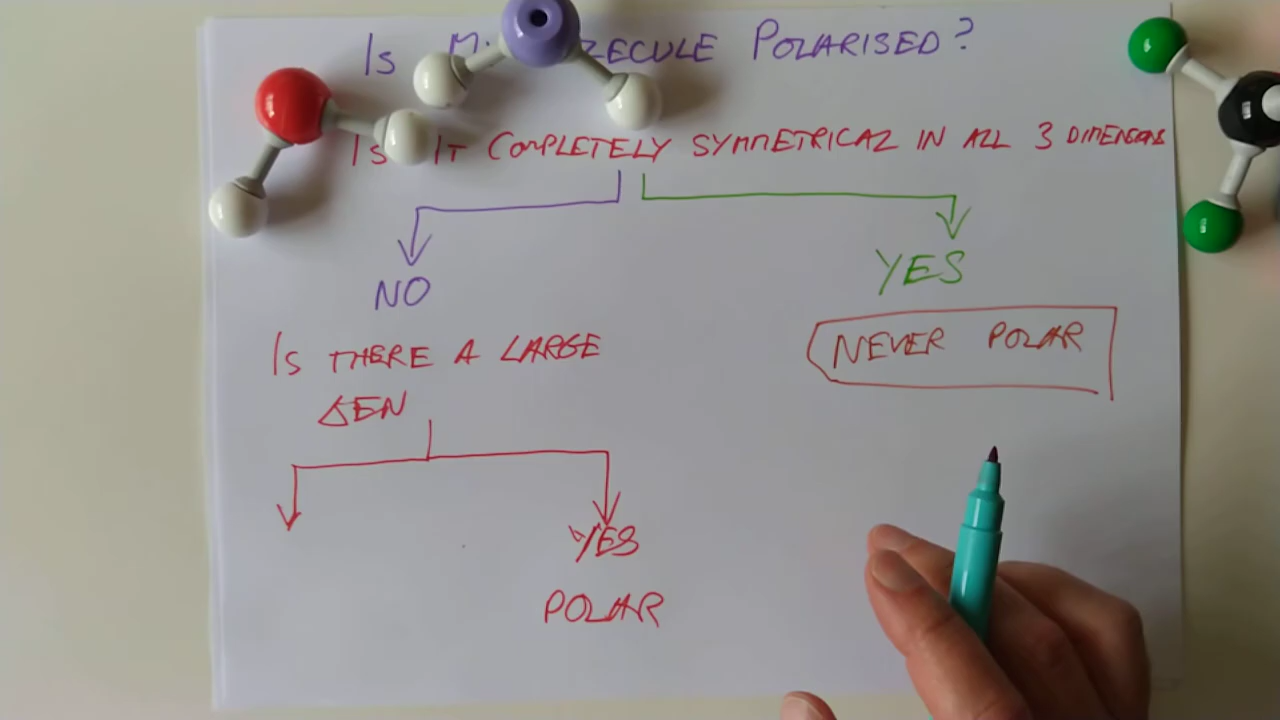 Is M ECULE POLARISED?
Is IT COMPLETELY SYMMETRICAL IN ALL 3 DIMENSIONS
NO
YES
Is THERE A LARGE
NEVER POLAR
ΔEN
YES
POLAR